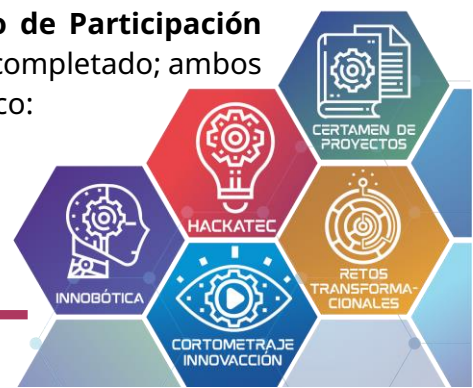 o de Participación
completado; ambos
co:
CERTAMEN DE
PROYECTOS
HACKATEC
RETOS
TRANSFORMA-
CIONALES
INNOBÓTICA
CORTOMETRAJE
INNOVACCIÓN